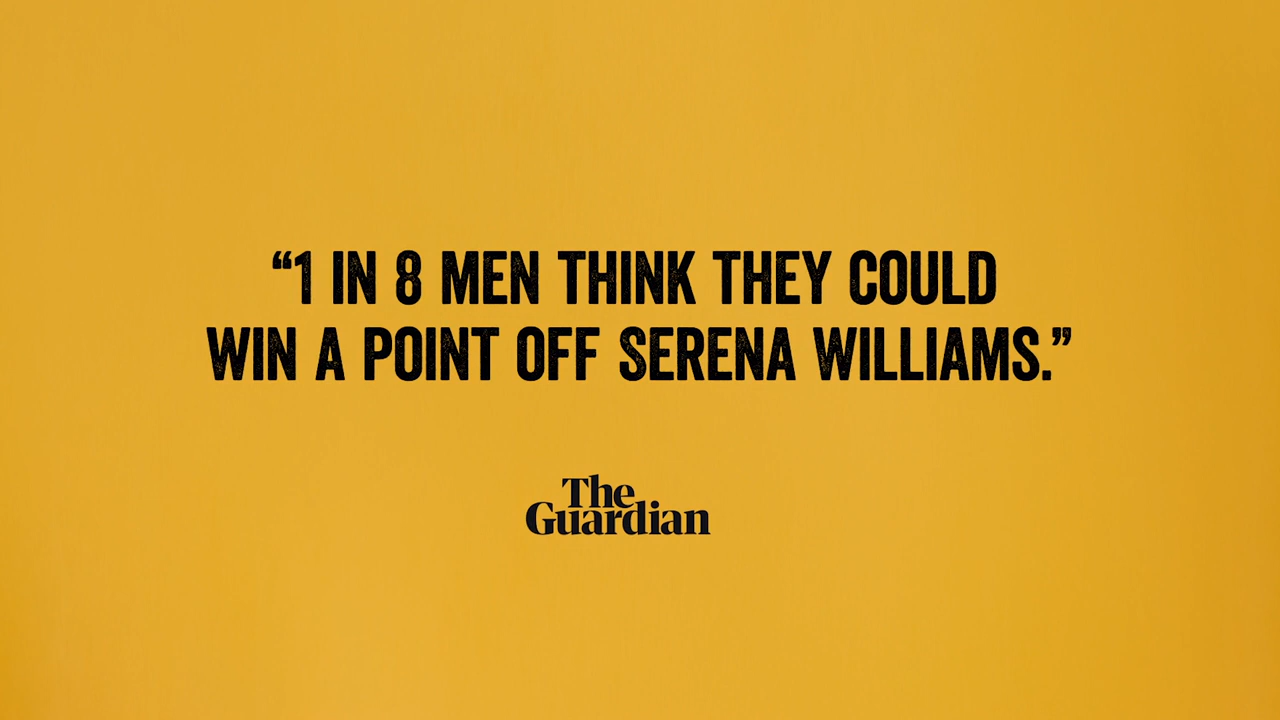 “1 IN 8 MEN THINK THEY COULD
WIN A POINT OFF SERENA WILLIAMS.”
The
Guardian